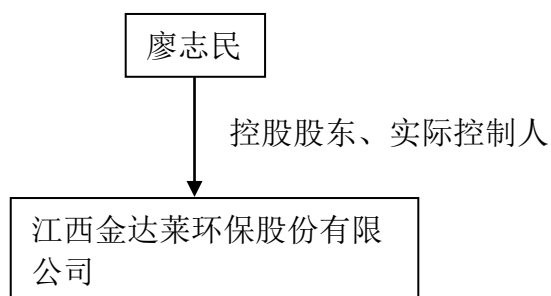 廖志民
控股股东、实际控制人
江西金达莱环保股份有限
公司